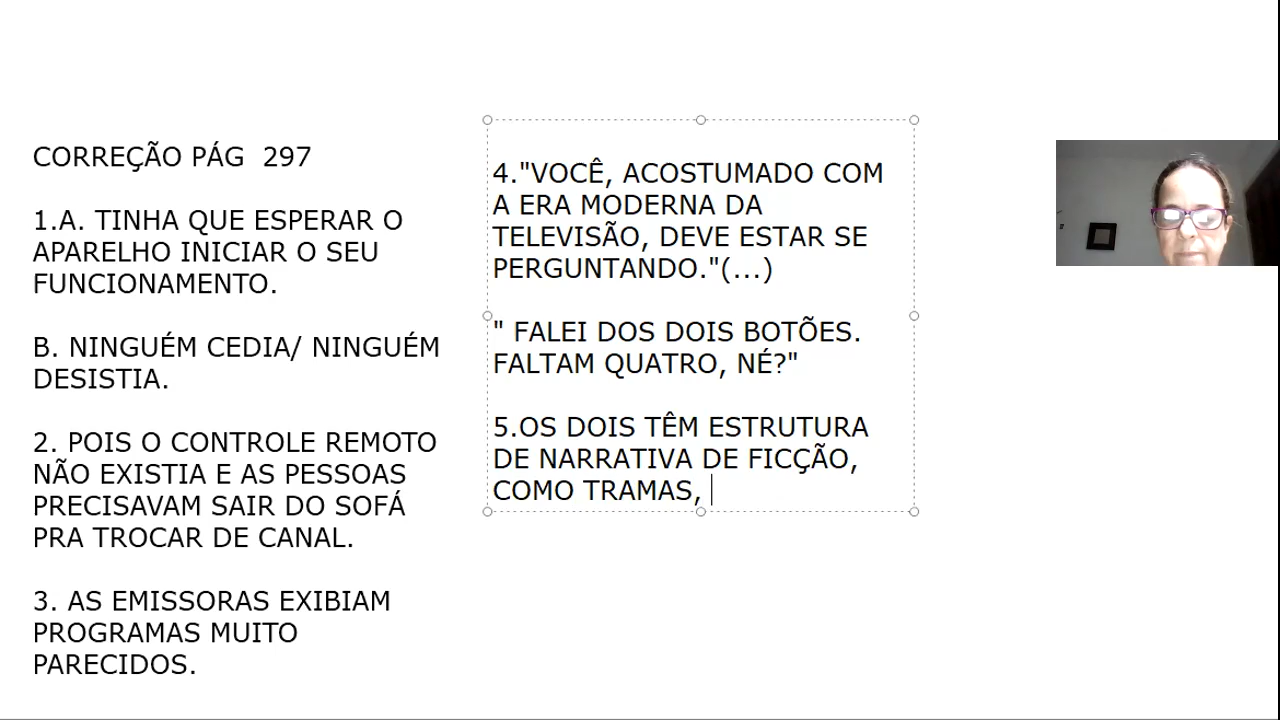 CORREÇÃO PÁG  297
1.A. TINHA QUE ESPERAR O
APARELHO INICIAR O SEU
FUNCIONAMENTO.
B. NINGUÉM CEDIA/ NINGUÉM
DESISTIA.
2. POIS O CONTROLE REMOTO
NÃO EXISTIA E AS PESSOAS
PRECISAVAM SAIR DO SOFÁ
PRA TROCAR DE CANAL.
3. AS EMISSORAS EXIBIAM
PROGRAMAS MUITO
PARECIDOS.
4."VOCÊ, ACOSTUMADO COM
A ERA MODERNA DA
TELEVISÃO, DEVE ESTAR SE
PERGUNTANDO."(...)
" FALEI DOS DOIS BOTÕES.
FALTAM QUATRO, NÉ?"
5.OS DOIS TÊM ESTRUTURA
DE NARRATIVA DE FICÇÃO,
COMO TRAMAS,